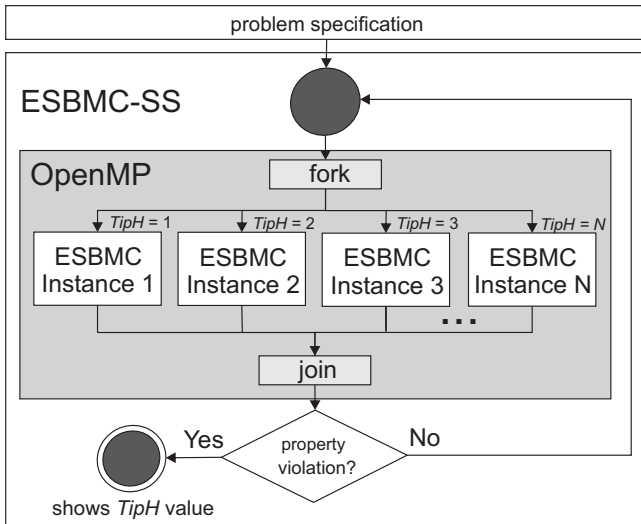 problem specification
ESBMC-SS
OpenMP
fork
TipH = 1
TipH = 2
TipH = 3
TipH = N
ESBMC
Instance 1
ESBMC
Instance 2
ESBMC
Instance 3
ESBMC
Instance N
...
join
property
violation?
Yes
No
shows TipH value